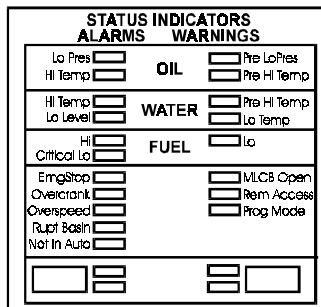 STATUS INDICATORS
ALARMS WARNINGS
Lo Pres OIL Pre LoPres
Hi Temp Pre Hi Temp
Hi Temp WATER Pre Hi Temp
Lo Level Lo Temp
Hi FUEL Lo
Critical Lo
EmgStop MLCB Open
Overcrank Rem Access
Overspeed Prog Mode
Rupt Basin
Not In Auto